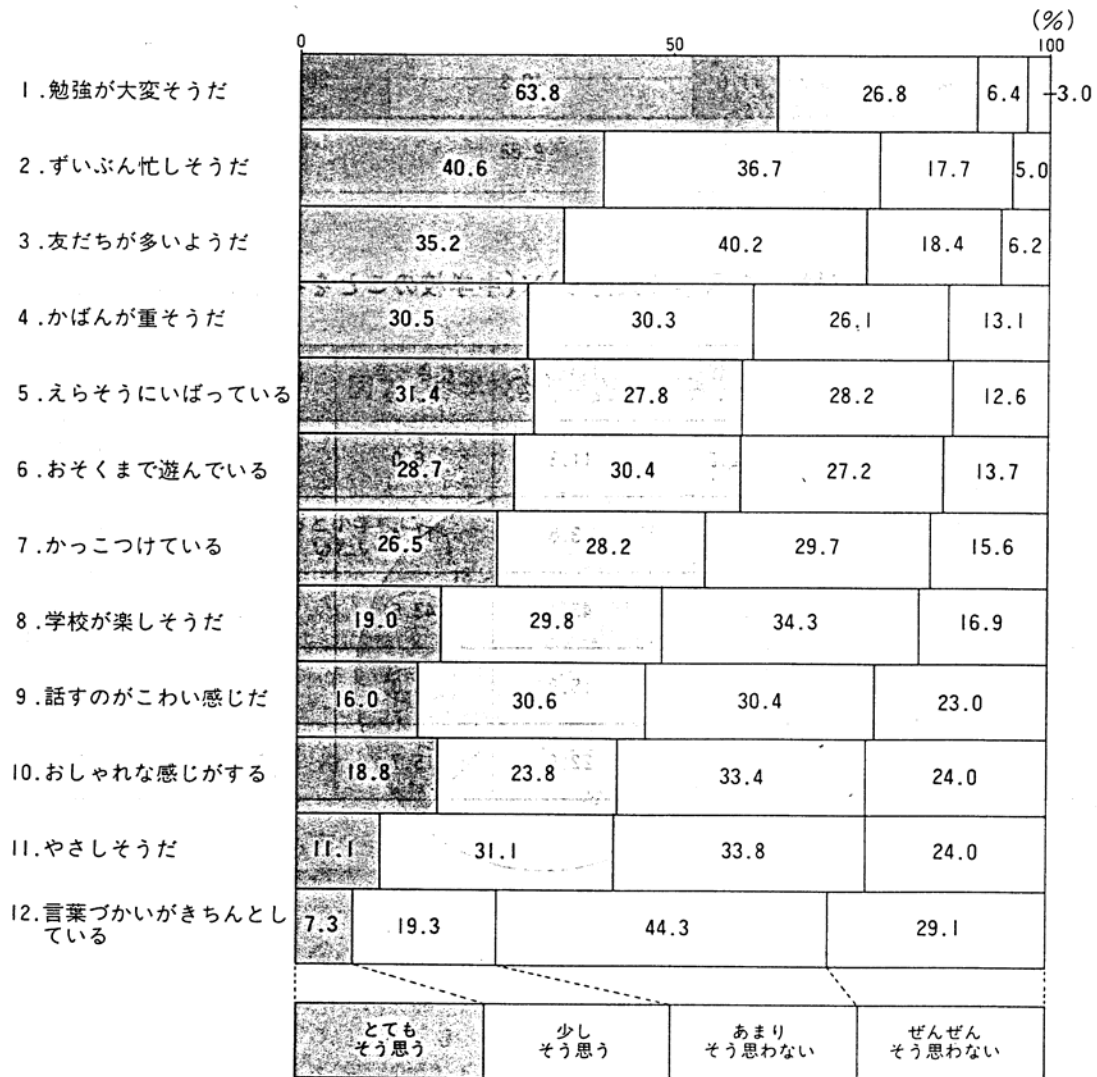 (%)
0 50 100
1.勉強が大変そうだ 63.8 26.8 6.4 3.0
2.ずいぶん忙しそうだ 40.6 36.7 17.7 5.0
3.友だちが多いようだ 35.2 40.2 18.4 6.2
4.かばんが重そうだ 30.5 30.3 26.1 13.1
5.えらそうにいばっている 31.4 27.8 28.2 12.6
6.おそくまで遊んでいる 28.7 30.4 27.2 13.7
7.かっこつけている 26.5 28.2 29.7 15.6
8.学校が楽しそうだ 19.0 29.8 34.3 16.9
9.話すのがこわい感じだ 16.0 30.6 30.4 23.0
10.おしゃれな感じがする 18.8 23.8 33.4 24.0
11.やさしそうだ 11.1 31.1 33.8 24.0
12.言葉づかいがきちんとし
ている 7.3 19.3 44.3 29.1
とても 少し あまり ぜんぜん
そう思う そう思う そう思わない そう思わない